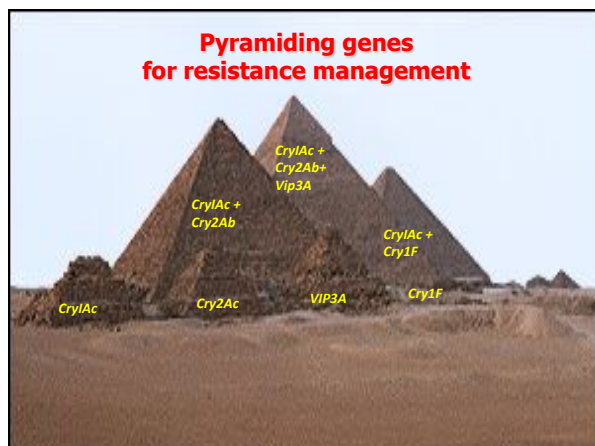 Pyramiding genes
for resistance management
CryIAc +
Cry2Ab+
Vip3A
CryIAc +
Cry2Ab
CryIAc +
Cry1F
CryIAc
Cry2Ac
VIP3A
Cry1F